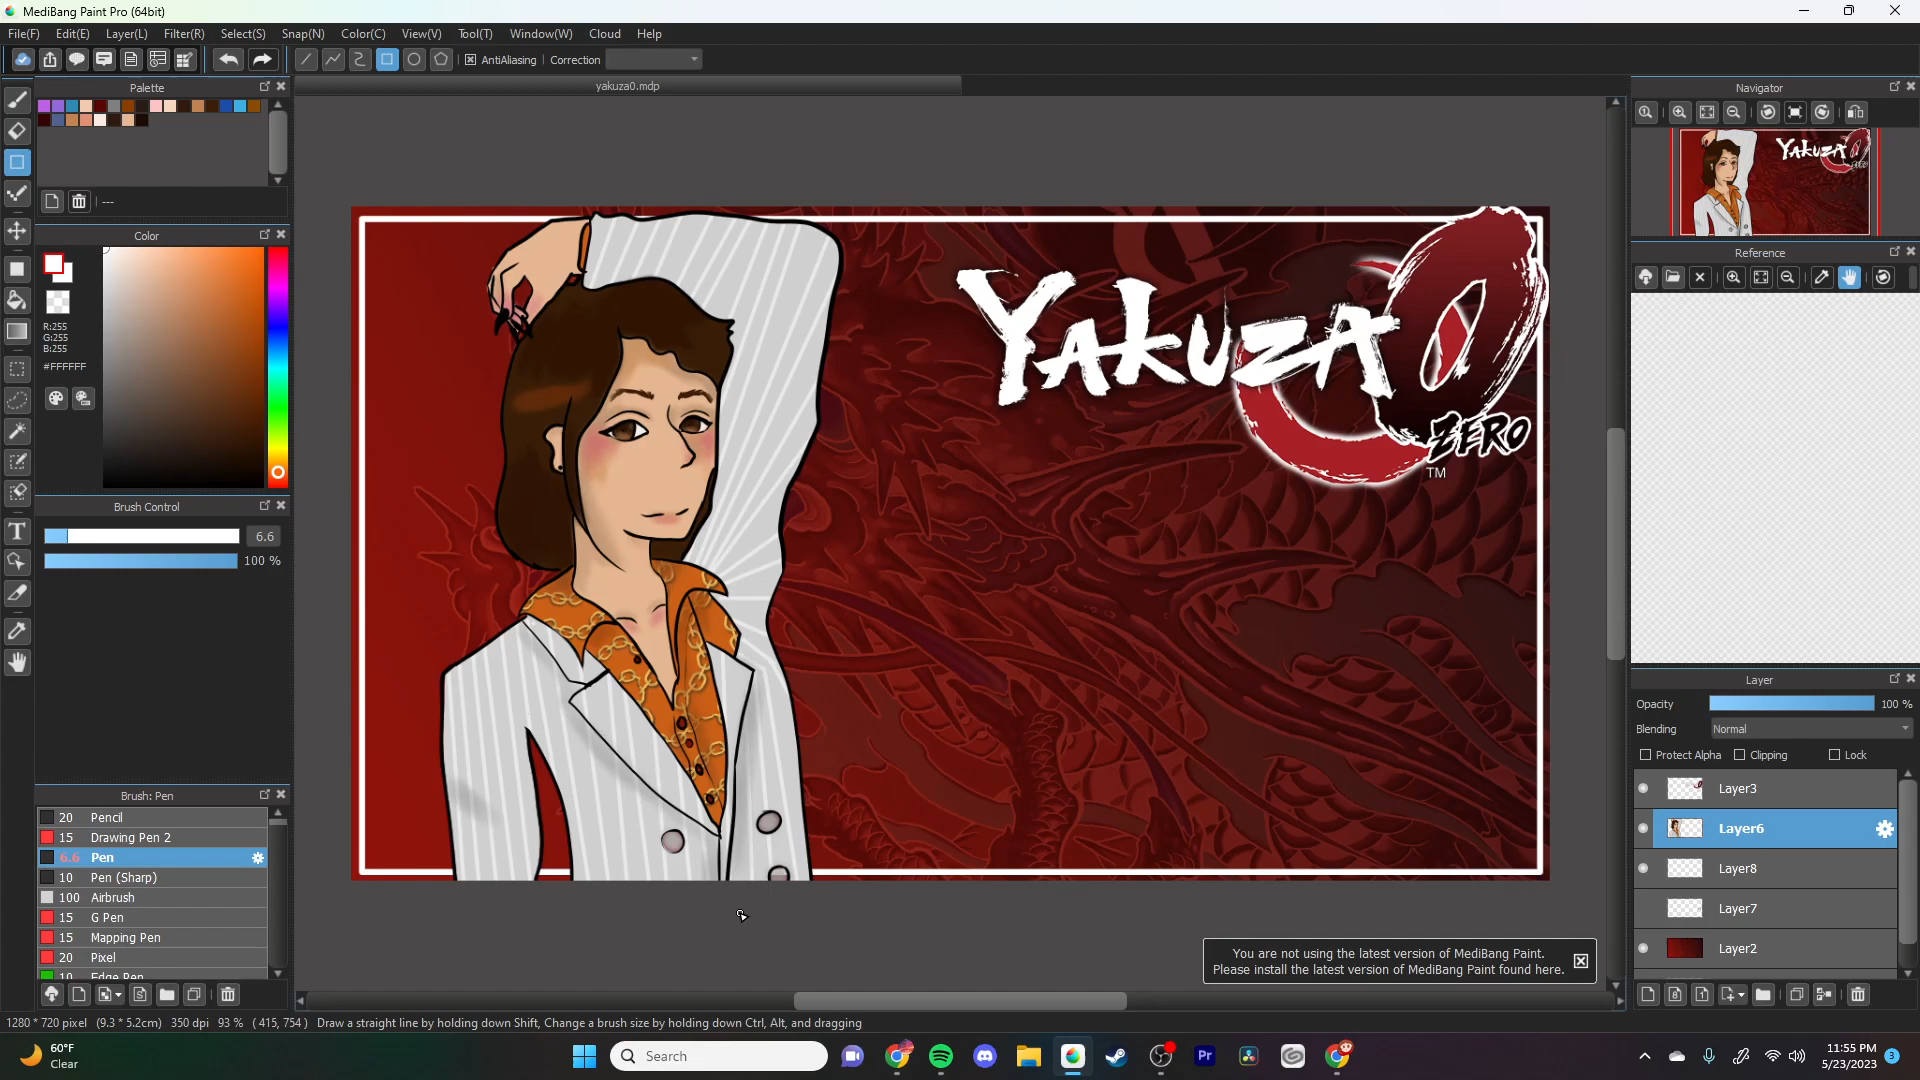 MediBang Paint Pro (64bit)
File(F) Edit(E) Layer(L) Filter(R) Select(S) Snap(N) Color(C) View(V) Tool(T) Window(W) Cloud Help
AntiAliasing Correction
Palette
yakuza0.mdp
Navigator
---
Color
R:255
G:255
B:255
#FFFFFF
Reference
YAKUZA 0
ZERO
TM
Brush Control
6.6
100 %
Brush: Pen
20 Pencil
15 Drawing Pen 2
6.6 Pen
10 Pen (Sharp)
100 Airbrush
15 G Pen
15 Mapping Pen
20 Pixel
10 Edge Pen
Layer
Opacity 100 %
Blending Normal
Protect Alpha Clipping Lock
Layer3
Layer6
Layer8
Layer7
Layer2
You are not using the latest version of MediBang Paint.
Please install the latest version of MediBang Paint found here.
1280 * 720 pixel (9.3 * 5.2cm) 350 dpi 93 % ( 415, 754 ) Draw a straight line by holding down Shift, Change a brush size by holding down Ctrl, Alt, and dragging
60°F
Clear
Search
Pr
11:55 PM
5/23/2023
3